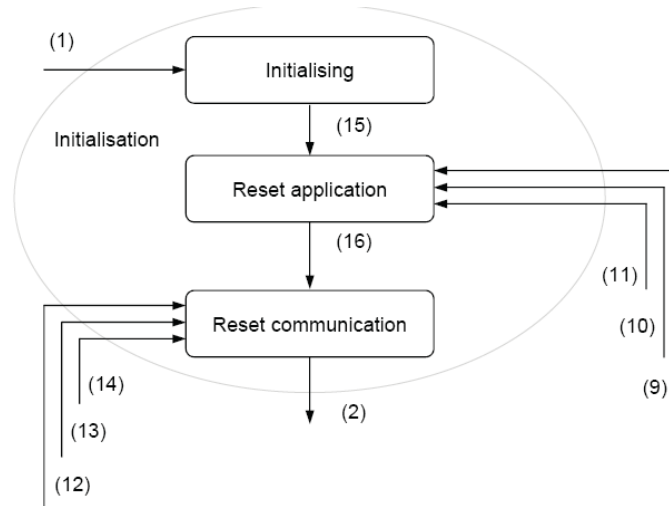 (1)
Initialising
(15)
Initialisation
Reset application
(16)
(11)
Reset communication
(10)
(14)
(9)
(2)
(13)
(12)